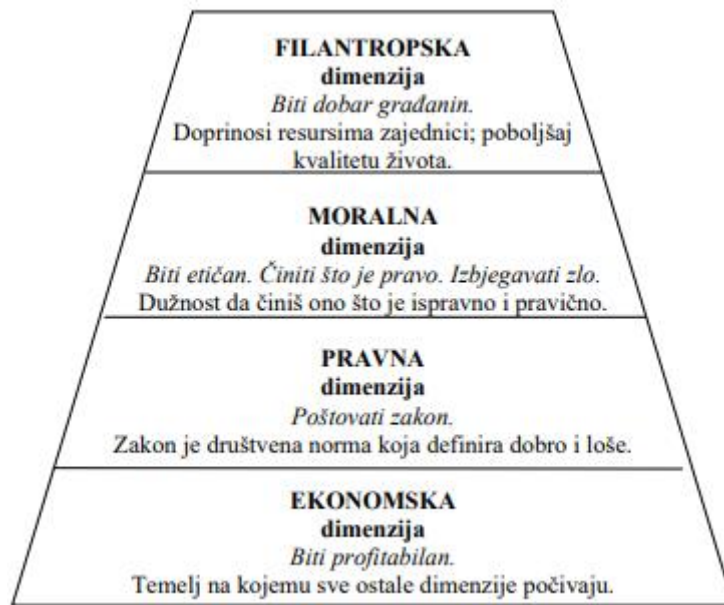 FILANTROPSKA
dimenzija
Biti dobar građanin.
Doprinosi resursima zajednici; poboljšaj
kvalitetu života.
MORALNA
dimenzija
Biti etičan. Činiti što je pravo. Izbjegavati zlo.
Dužnost da činiš ono što je ispravno i pravično.
PRAVNA
dimenzija
Poštovati zakon.
Zakon je društvena norma koja definira dobro i loše.
EKONOMSKA
dimenzija
Biti profitabilan.
Temelj na kojemu sve ostale dimenzije počivaju.